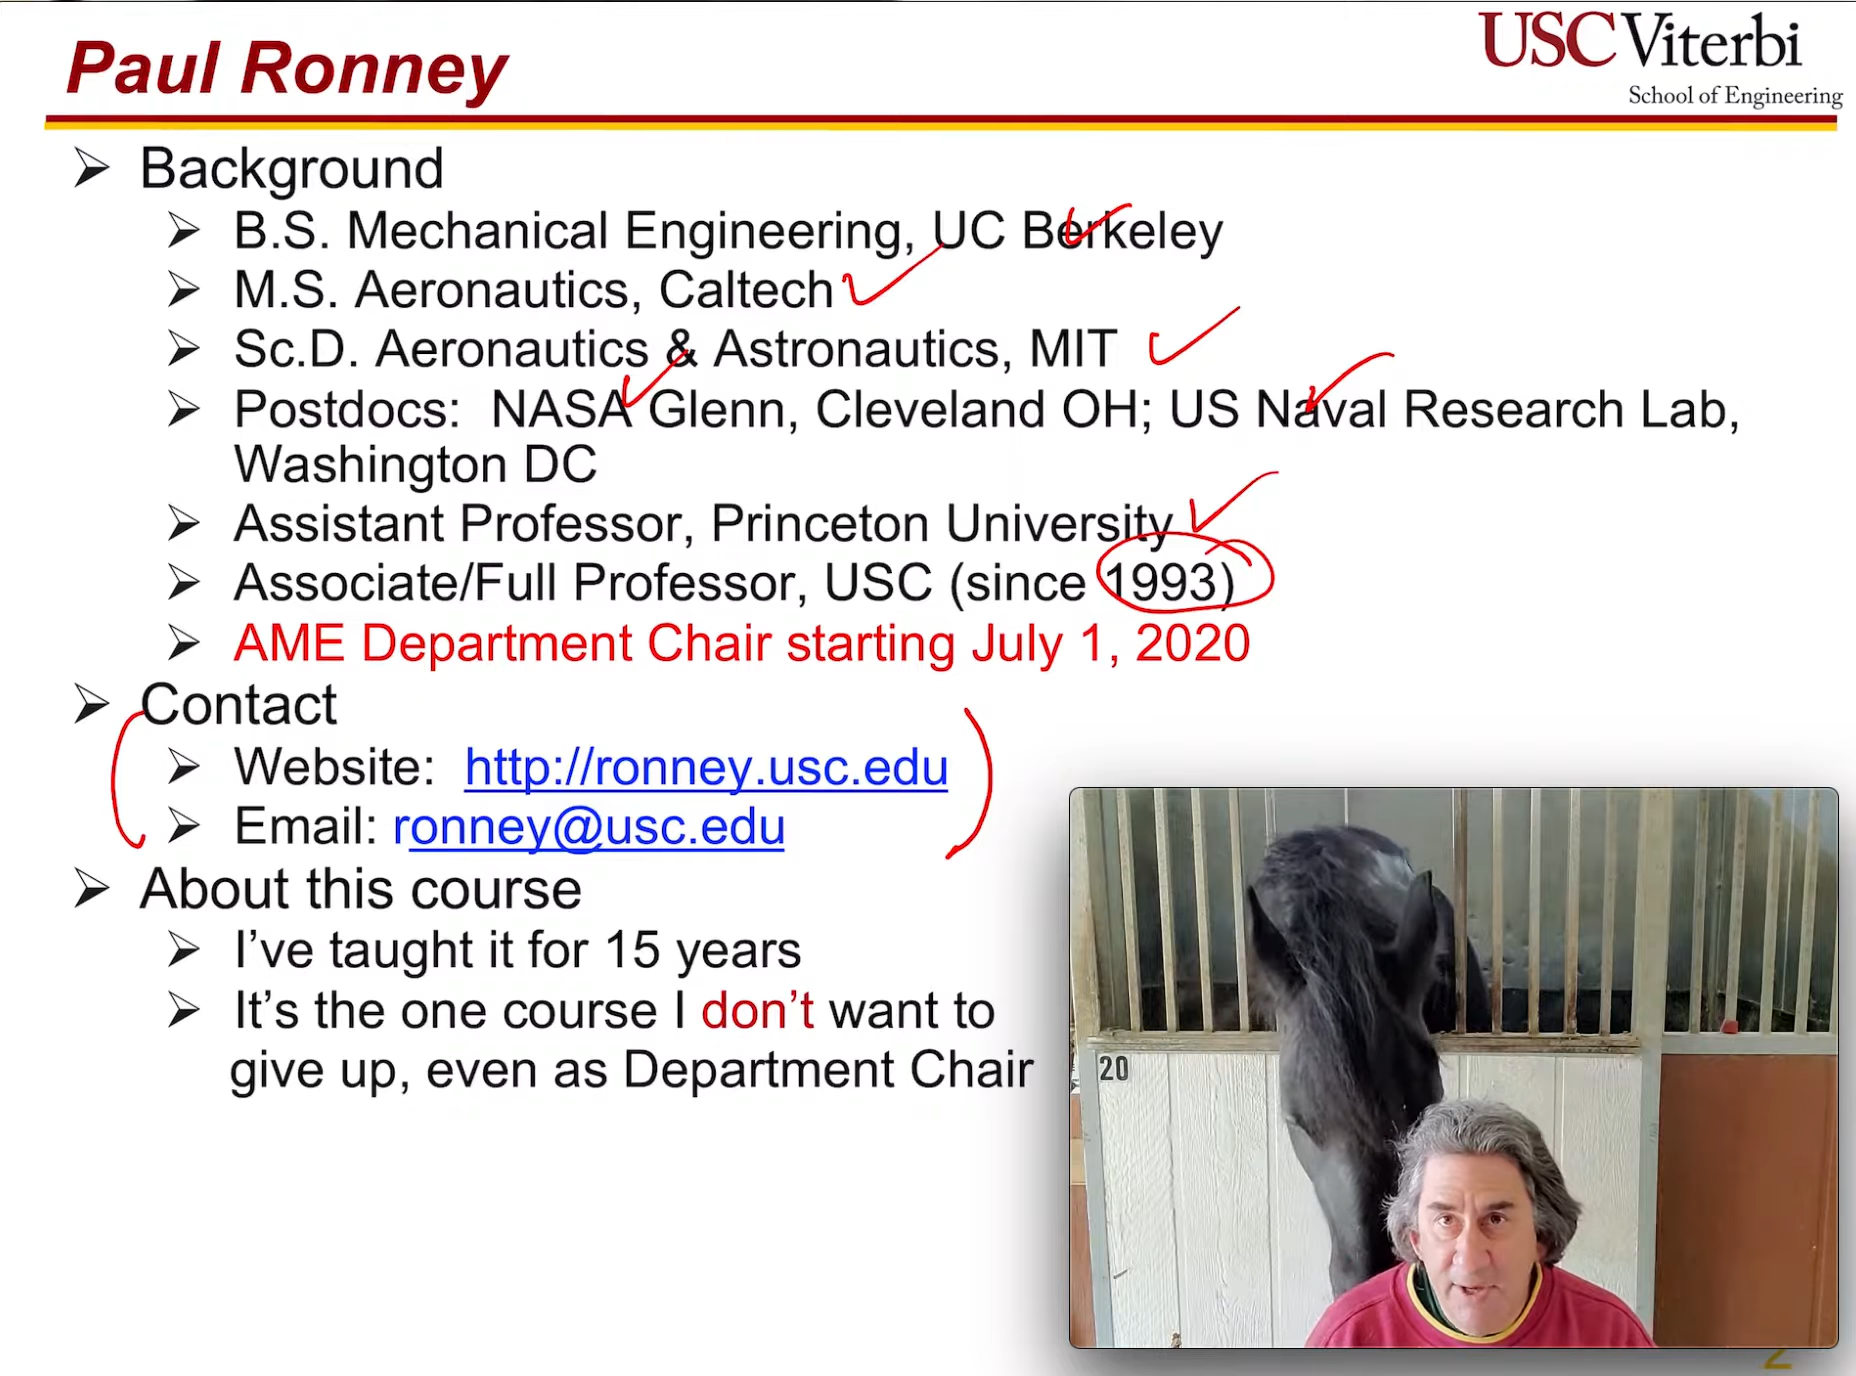 Paul Ronney
USC Viterbi
School of Engineering
➢ Background
➢ B.S. Mechanical Engineering, UC Berkeley
➢ M.S. Aeronautics, Caltech
➢ Sc.D. Aeronautics & Astronautics, MIT
➢ Postdocs: NASA Glenn, Cleveland OH; US Naval Research Lab,
Washington DC
➢ Assistant Professor, Princeton University
➢ Associate/Full Professor, USC (since 1993)
➢ AME Department Chair starting July 1, 2020
➢ Contact
➢ Website: http://ronney.usc.edu
➢ Email: ronney@usc.edu
➢ About this course
➢ I’ve taught it for 15 years
➢ It’s the one course I don’t want to
give up, even as Department Chair
20
2